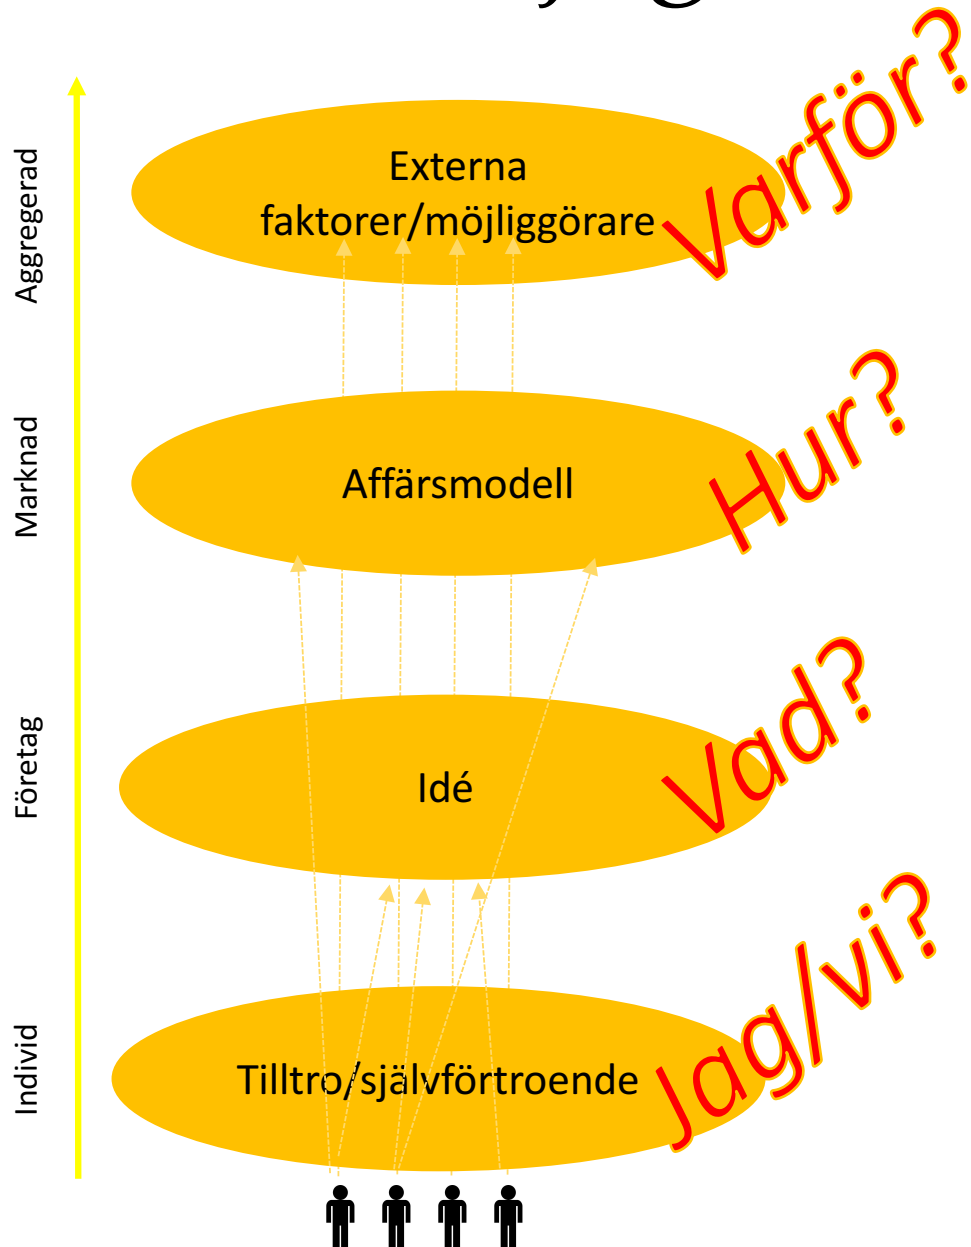 Varför?
Aggregerad
Externa
faktorer/möjliggörare
Hur?
Marknad
Affärsmodell
Vad?
Företag
Idé
Jag/vi?
Individ
Tilltro/självförtroende